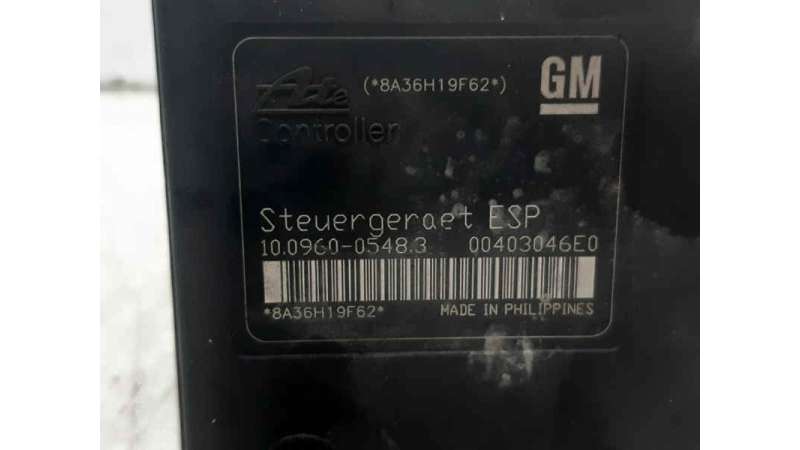 Ate (*8A36H19F62*) GM
Controller
Steuergeraet ESP
10.0960-0548.3 00403046E0
*8A36H19F62* MADE IN PHILIPPINES